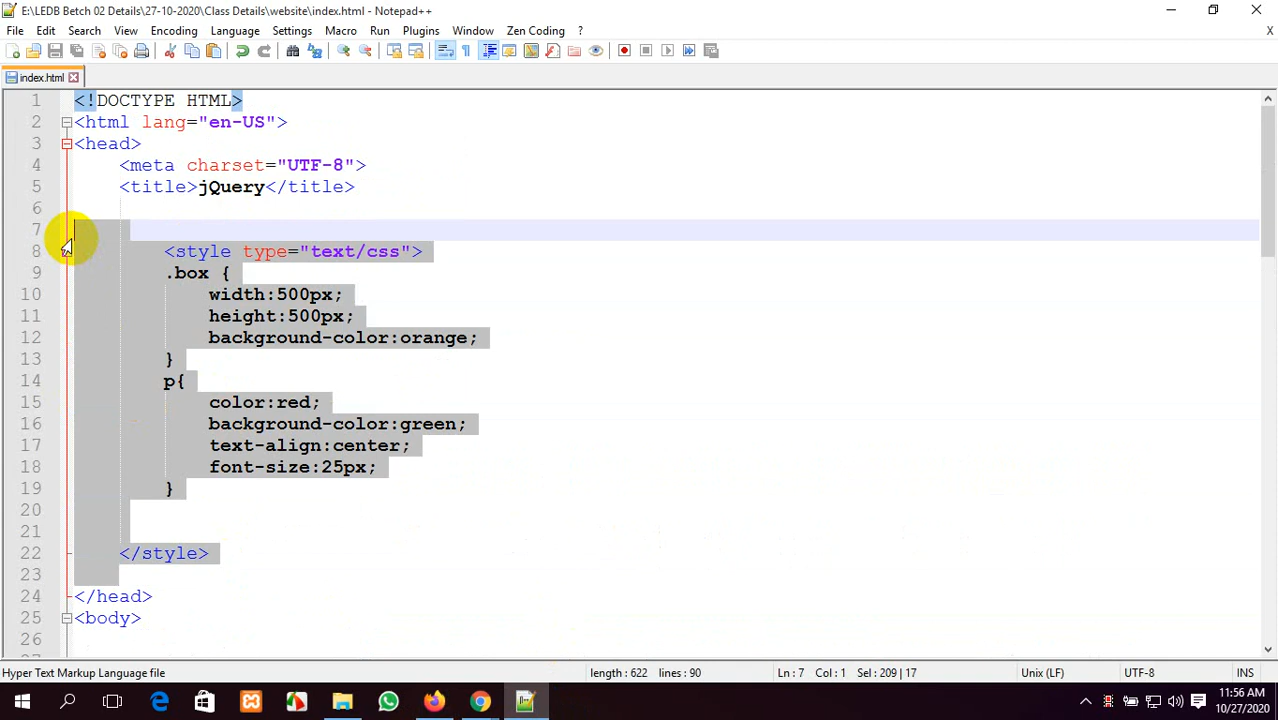 E:\LEDB Betch 02 Details\27-10-2020\Class Details\website\index.html - Notepad++
File Edit Search View Encoding Language Settings Macro Run Plugins Window Zen Coding ?
X
index.html
1 <!DOCTYPE HTML>
2 <html lang="en-US">
3 <head>
4 <meta charset="UTF-8">
5 <title>jQuery</title>
6
7
8 <style type="text/css">
9 .box {
10 width:500px;
11 height:500px;
12 background-color:orange;
13 }
14 p{
15 color:red;
16 background-color:green;
17 text-align:center;
18 font-size:25px;
19 }
20
21
22 </style>
23
24 </head>
25 <body>
26
Hyper Text Markup Language file length : 622 lines : 90 Ln : 7 Col : 1 Sel : 209 | 17 Unix (LF) UTF-8 INS
11:56 AM
10/27/2020